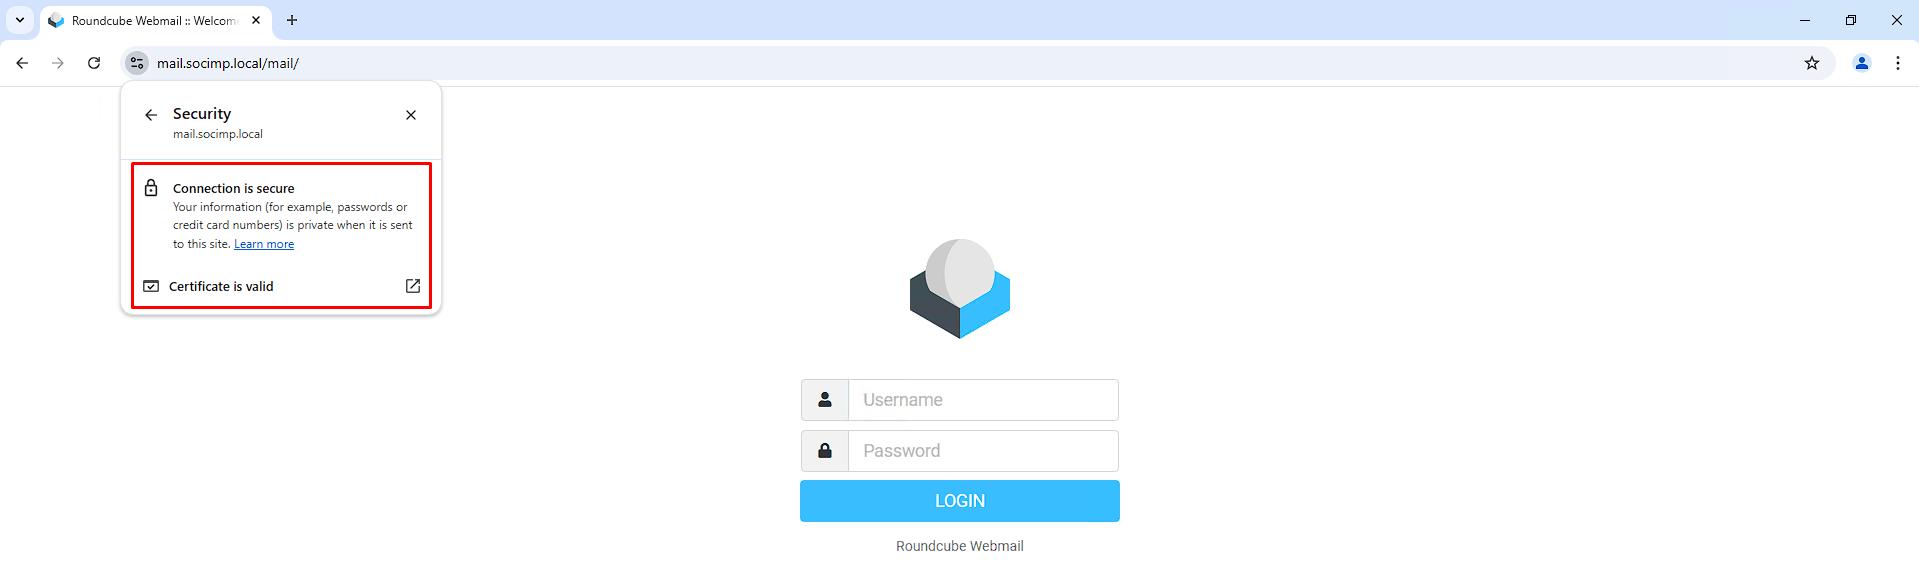 Roundcube Webmail :: Welcom
mail.socimp.local/mail/
Security
mail.socimp.local
Connection is secure
Your information (for example, passwords or
credit card numbers) is private when it is sent
to this site. Learn more
Certificate is valid
Username
Password
LOGIN
Roundcube Webmail